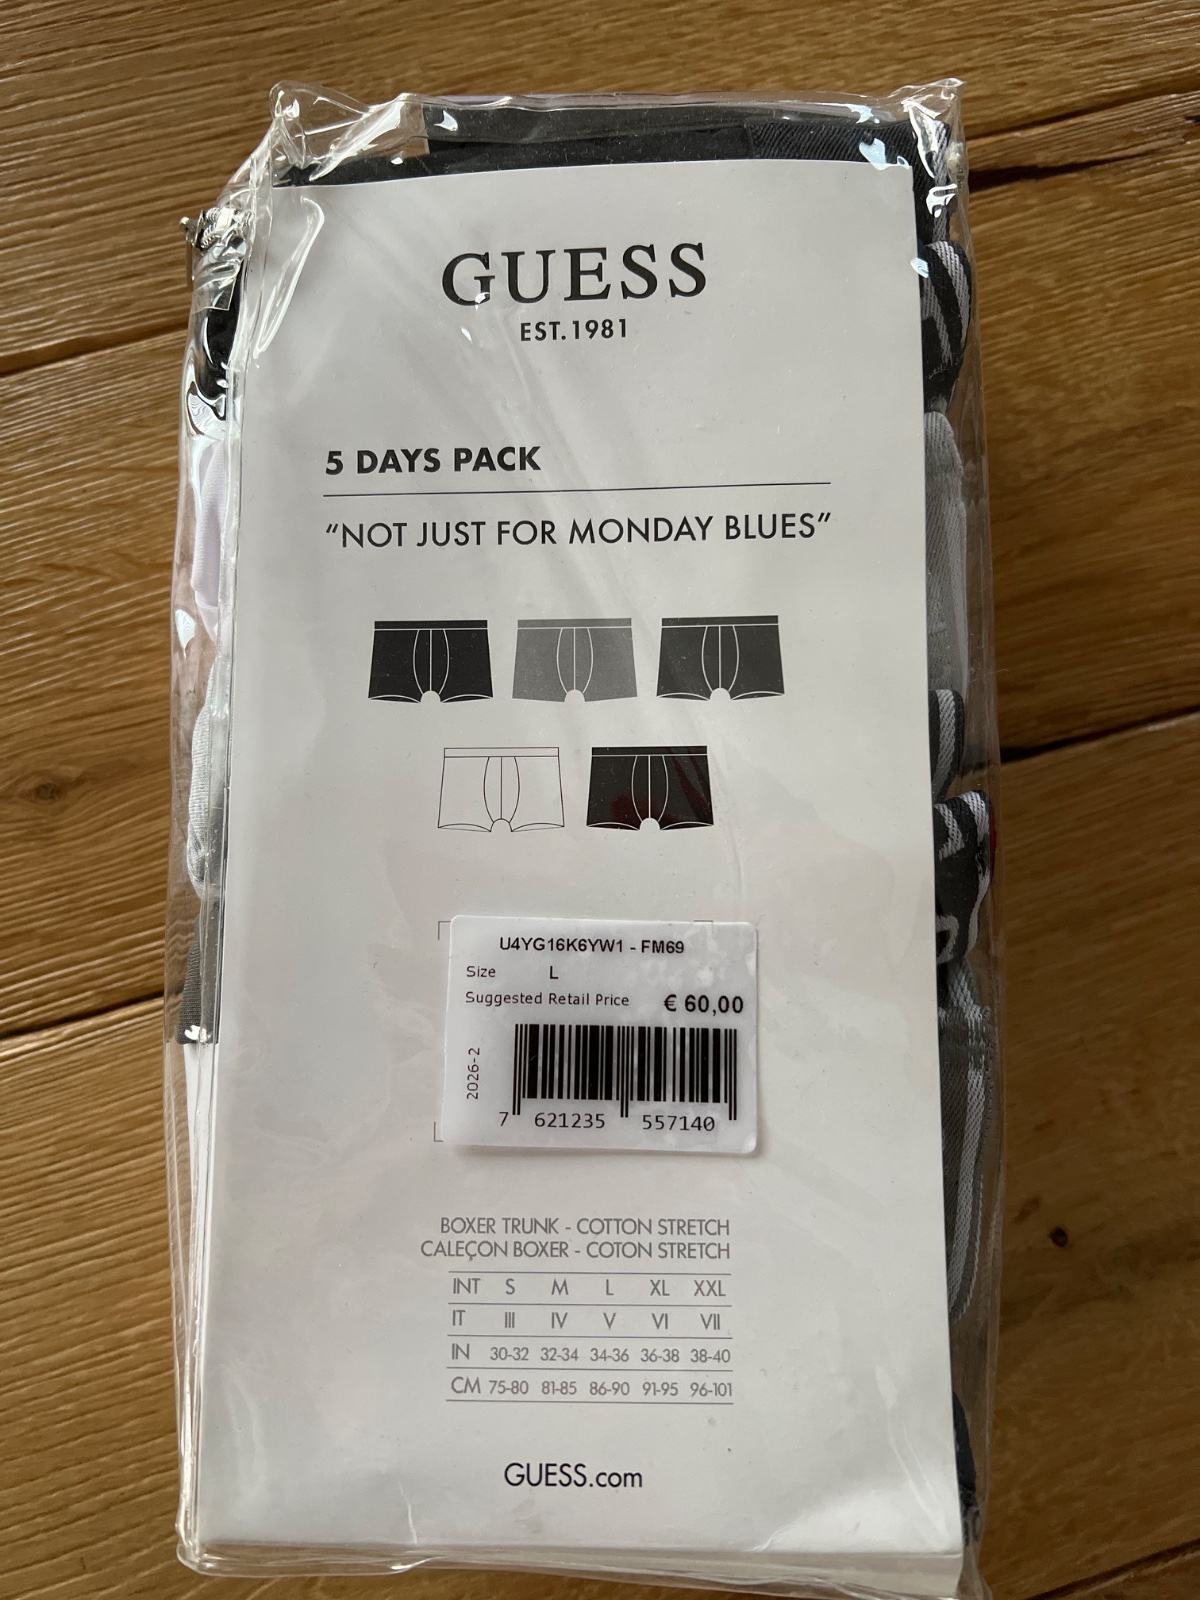 GUESS
EST.1981
5 DAYS PACK
“NOT JUST FOR MONDAY BLUES”
U4YG16K6YW1 - FM69
Size L
Suggested Retail Price € 60,00
2026-2
7 621235 557140
BOXER TRUNK - COTTON STRETCH
CALEÇON BOXER - COTON STRETCH
INT S M L XL XXL
IT III IV V VI VII
IN 30-32 32-34 34-36 36-38 38-40
CM 75-80 81-85 86-90 91-95 96-101
GUESS.com